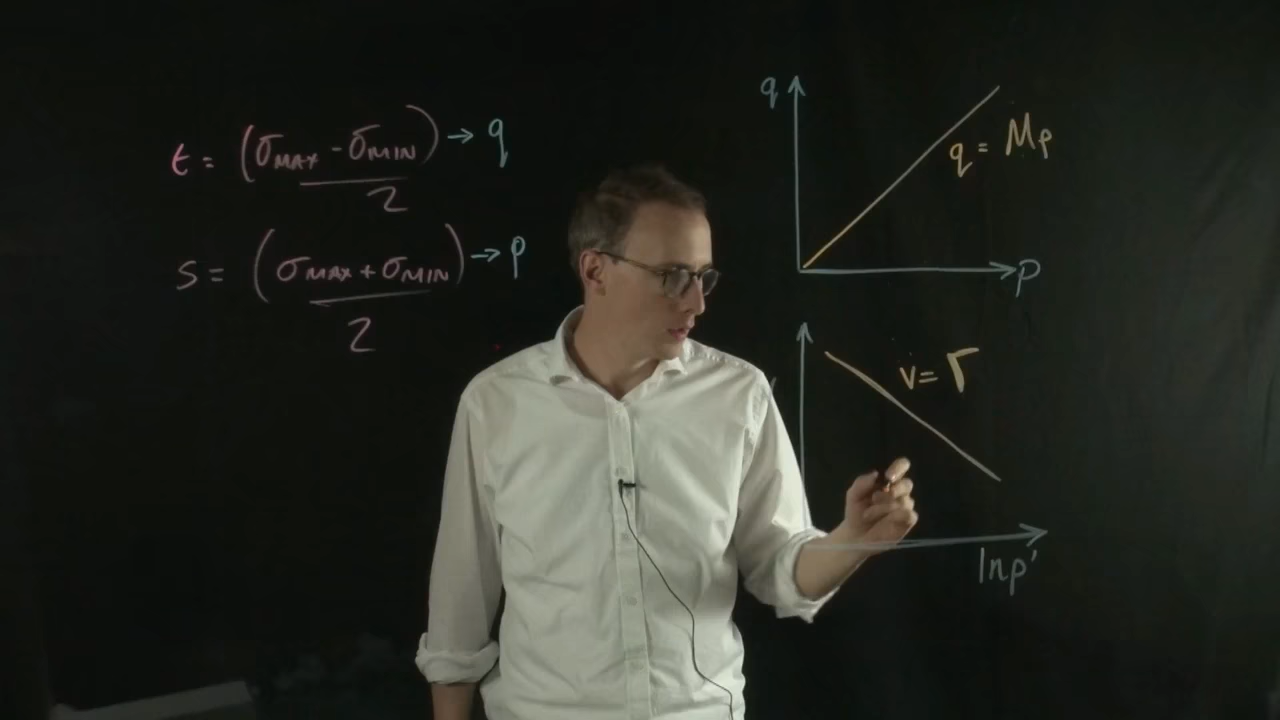 t = (σMAX - σMIN) → q
2
s = (σMAX + σMIN) → p
2
q
q = Mp
p
v = Γ
lnp'